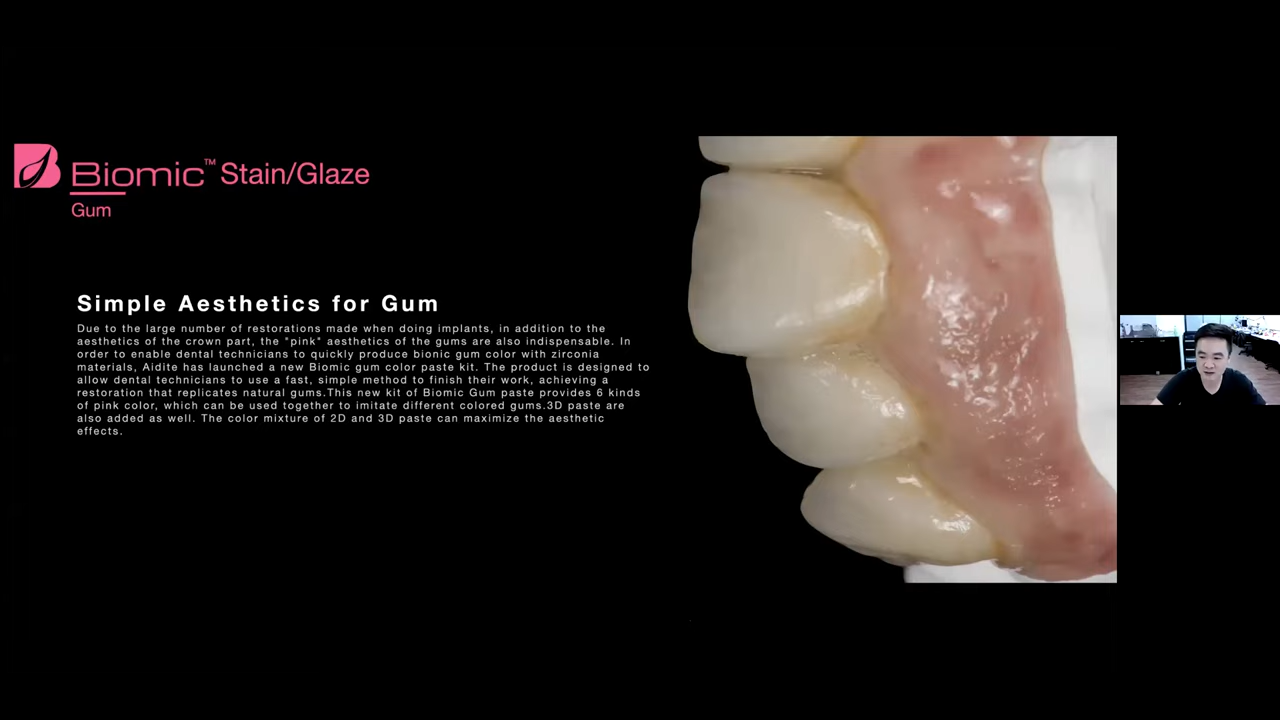 Biomic™ Stain/Glaze
Gum
Simple Aesthetics for Gum
Due to the large number of restorations made when doing implants, in addition to the
aesthetics of the crown part, the "pink" aesthetics of the gums are also indispensable. In
order to enable dental technicians to quickly produce bionic gum color with zirconia
materials, Aidite has launched a new Biomic gum color paste kit. The product is designed to
allow dental technicians to use a fast, simple method to finish their work, achieving a
restoration that replicates natural gums.This new kit of Biomic Gum paste provides 6 kinds
of pink color, which can be used together to imitate different colored gums.3D paste are
also added as well. The color mixture of 2D and 3D paste can maximize the aesthetic
effects.